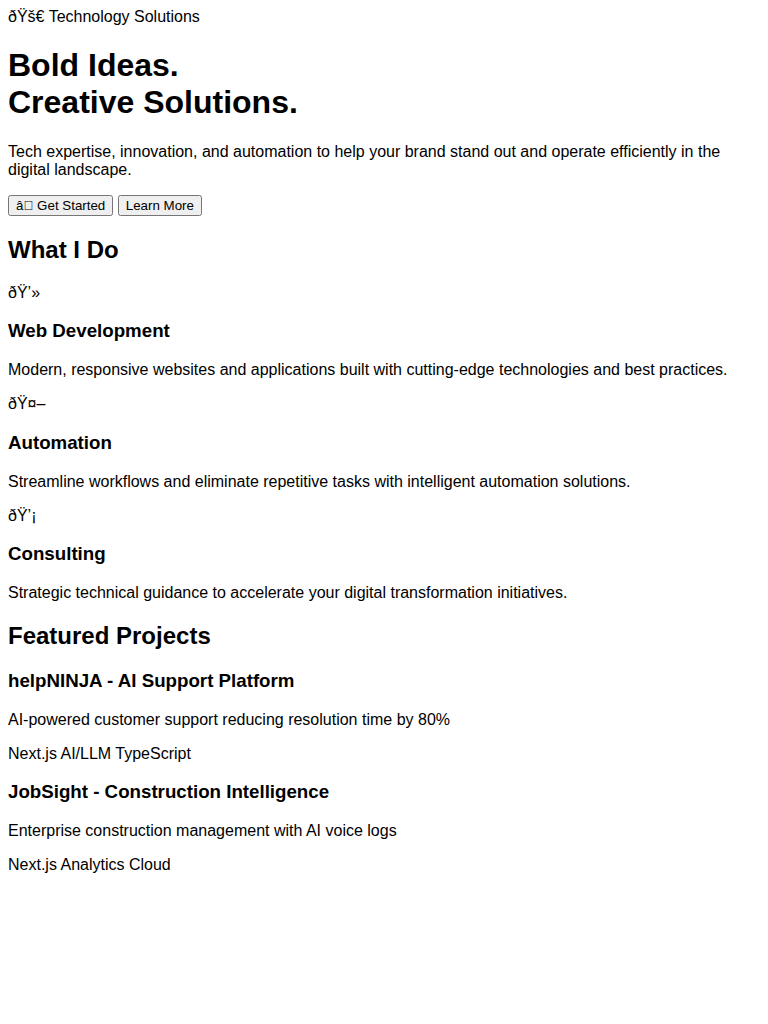 ðŸš€ Technology Solutions
Bold Ideas.
Creative Solutions.
Tech expertise, innovation, and automation to help your brand stand out and operate efficiently in the
digital landscape.
â Get Started Learn More
What I Do
ðŸ’»
Web Development
Modern, responsive websites and applications built with cutting-edge technologies and best practices.
ðŸ¤–
Automation
Streamline workflows and eliminate repetitive tasks with intelligent automation solutions.
ðŸ’¡
Consulting
Strategic technical guidance to accelerate your digital transformation initiatives.
Featured Projects
helpNINJA - AI Support Platform
AI-powered customer support reducing resolution time by 80%
Next.js AI/LLM TypeScript
JobSight - Construction Intelligence
Enterprise construction management with AI voice logs
Next.js Analytics Cloud